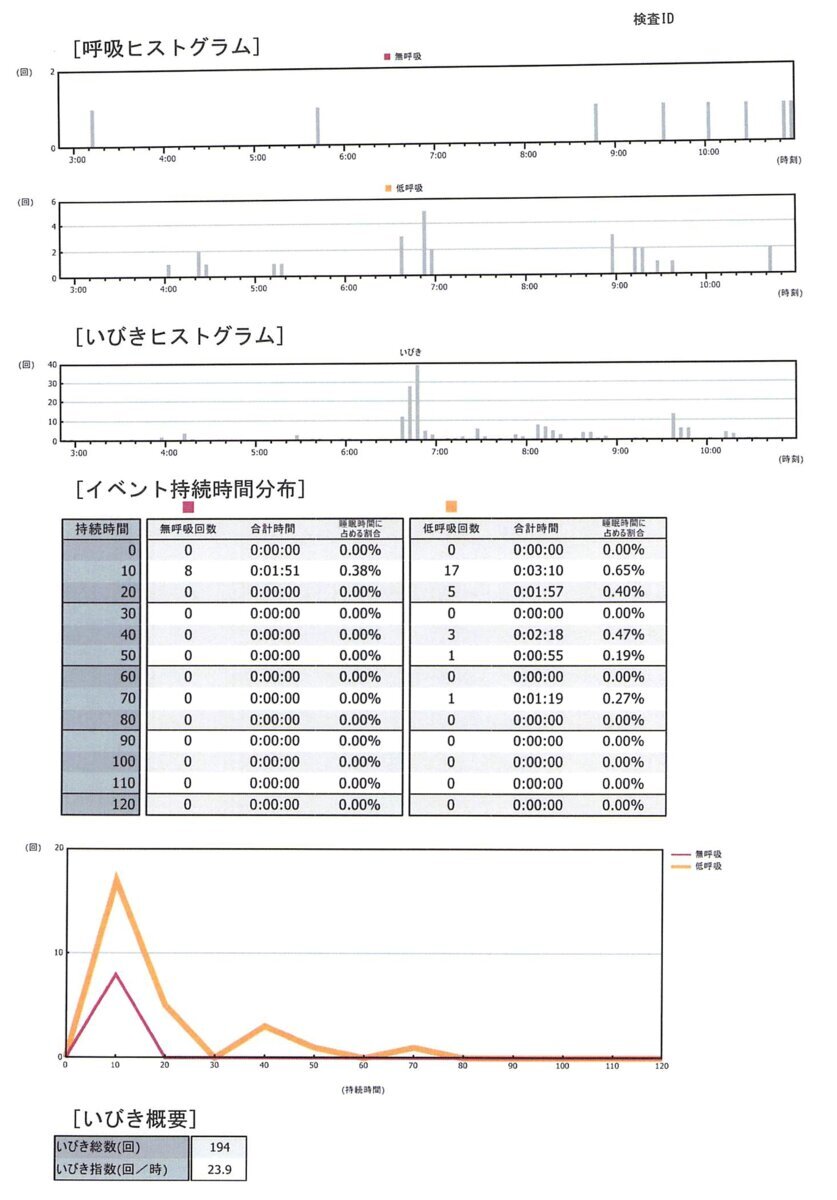 検査ID
[呼吸ヒストグラム]
無呼吸
(回)
2
0
3:00 4:00 5:00 6:00 7:00 8:00 9:00 10:00
(時刻)
低呼吸
(回)
6
4
2
0
3:00 4:00 5:00 6:00 7:00 8:00 9:00 10:00
(時刻)
[いびきヒストグラム]
いびき
(回)
40
30
20
10
0
3:00 4:00 5:00 6:00 7:00 8:00 9:00 10:00
(時刻)
[イベント持続時間分布]
持続時間 無呼吸回数 合計時間 睡眠時間に占める割合 低呼吸回数 合計時間 睡眠時間に占める割合
0 0 0:00:00 0.00% 0 0:00:00 0.00%
10 8 0:01:51 0.38% 17 0:03:10 0.65%
20 0 0:00:00 0.00% 5 0:01:57 0.40%
30 0 0:00:00 0.00% 0 0:00:00 0.00%
40 0 0:00:00 0.00% 3 0:02:18 0.47%
50 0 0:00:00 0.00% 1 0:00:55 0.19%
60 0 0:00:00 0.00% 0 0:00:00 0.00%
70 0 0:00:00 0.00% 1 0:01:19 0.27%
80 0 0:00:00 0.00% 0 0:00:00 0.00%
90 0 0:00:00 0.00% 0 0:00:00 0.00%
100 0 0:00:00 0.00% 0 0:00:00 0.00%
110 0 0:00:00 0.00% 0 0:00:00 0.00%
120 0 0:00:00 0.00% 0 0:00:00 0.00%
(回)
20
10
0
無呼吸
低呼吸
0 10 20 30 40 50 60 70 80 90 100 110 120
(持続時間)
[いびき概要]
いびき総数(回) 194
いびき指数(回／時) 23.9